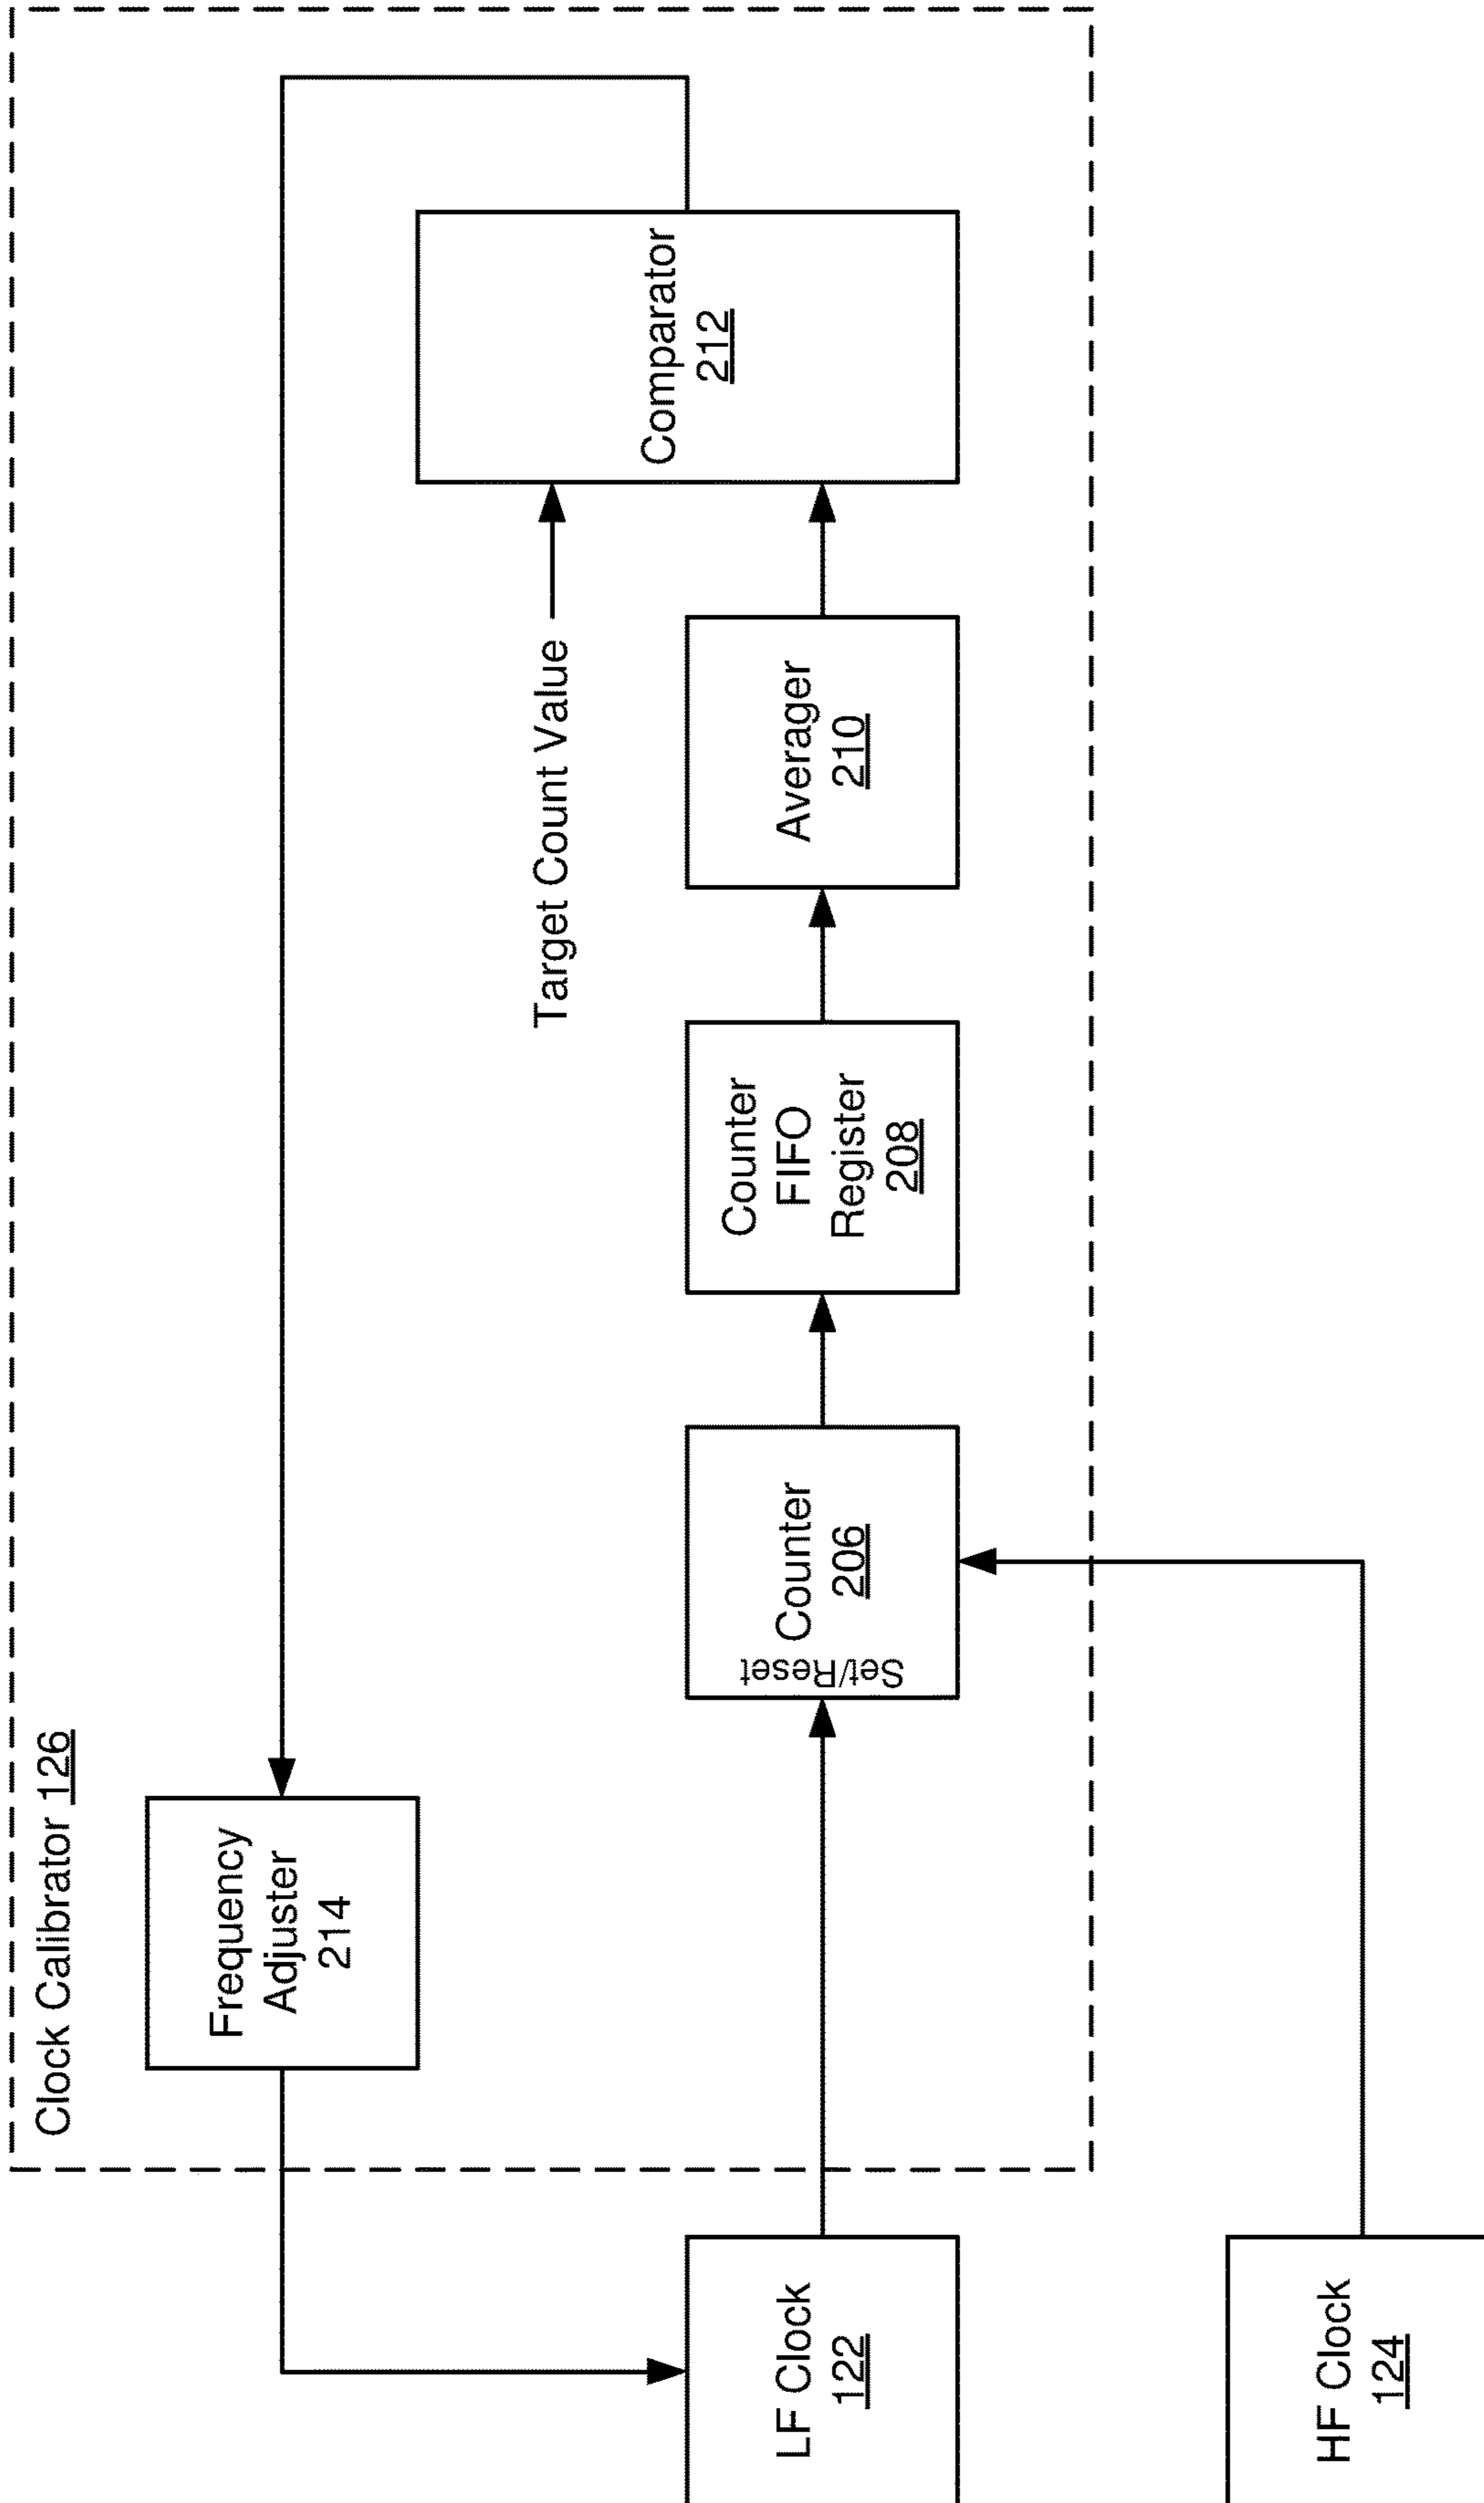 Clock Calibrator 126
Frequency
Adjuster
214
Target Count Value
LF Clock
122
Set/Reset
Counter
206
Counter
FIFO
Register
208
Averager
210
Comparator
212
HF Clock
124